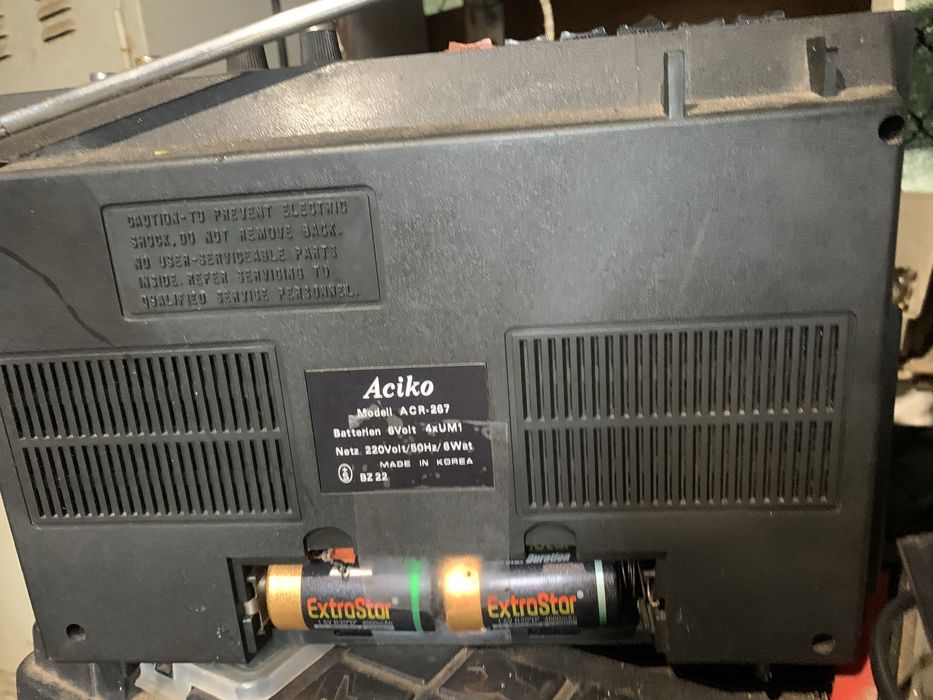 CAUTION-TO PREVENT ELECTRIC
SHOCK, DO NOT REMOVE BACK.
NO USER-SERVICEABLE PARTS
INSIDE. REFER SERVICING TO
QUALIFIED SERVICE PERSONNEL.
Aciko
Modell ACR-267
Batterien 6Volt 4xUM1
Netz 220Volt/50Hz/6Wat
MADE IN KOREA
BZ 22
Duration
ExtraStar
ExtraStar